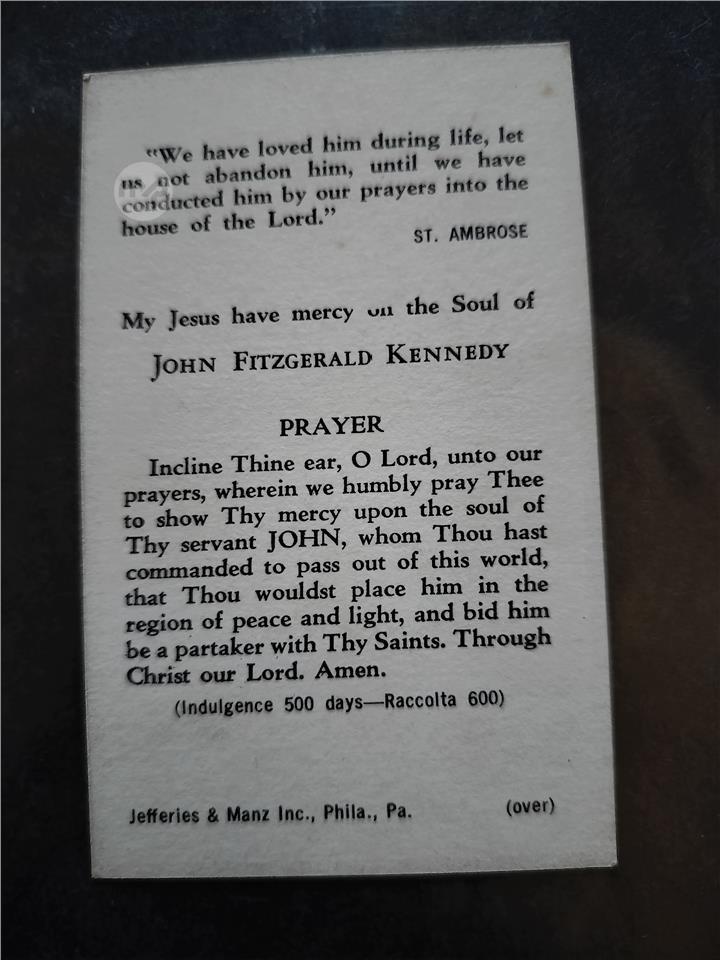 "We have loved him during life, let
us not abandon him, until we have
conducted him by our prayers into the
house of the Lord."
ST. AMBROSE
My Jesus have mercy on the Soul of
JOHN FITZGERALD KENNEDY
PRAYER
Incline Thine ear, O Lord, unto our
prayers, wherein we humbly pray Thee
to show Thy mercy upon the soul of
Thy servant JOHN, whom Thou hast
commanded to pass out of this world,
that Thou wouldst place him in the
region of peace and light, and bid him
be a partaker with Thy Saints. Through
Christ our Lord. Amen.
(Indulgence 500 days—Raccolta 600)
Jefferies & Manz Inc., Phila., Pa. (over)